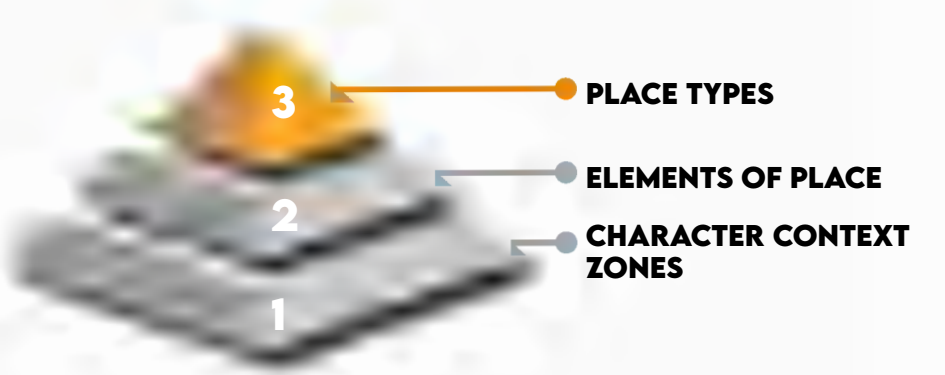 3
PLACE TYPES
ELEMENTS OF PLACE
2
CHARACTER CONTEXT
ZONES
1